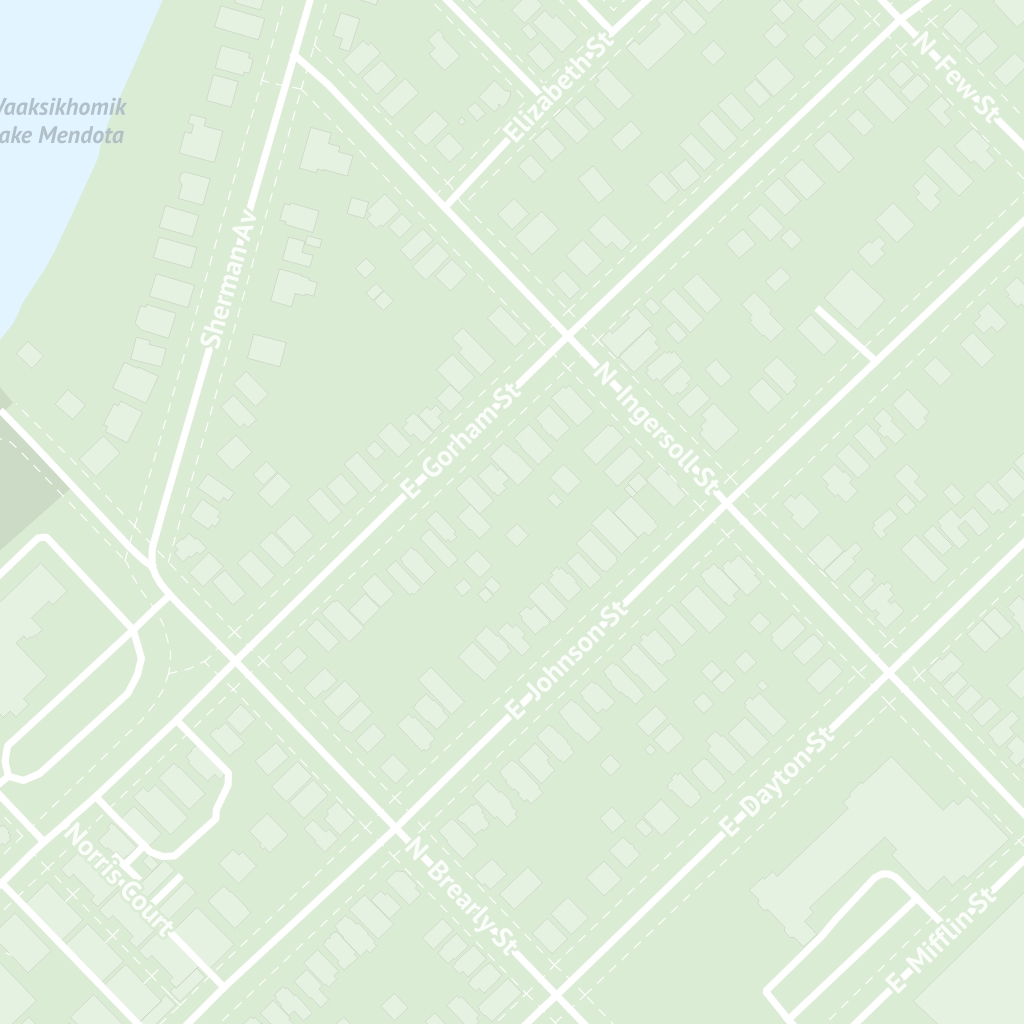 Elizabeth St
N Few St
ake Mendota
Sherman Av
E Gorham St
N Ingersoll St
E Johnson St
E Dayton St
Norris Court
N Brearly St
E Mifflin St